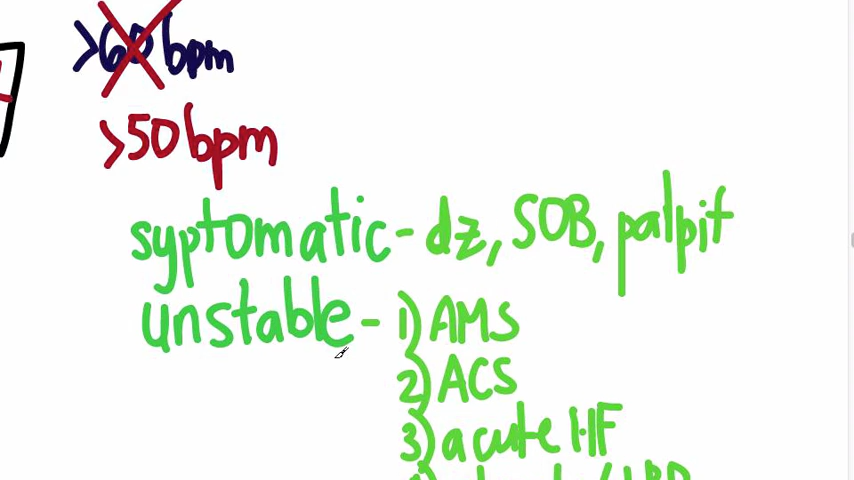 >60 bpm
>50 bpm
syptomatic - dz, SOB, palpit
unstable - 1) AMS
2) ACS
3) acute HF